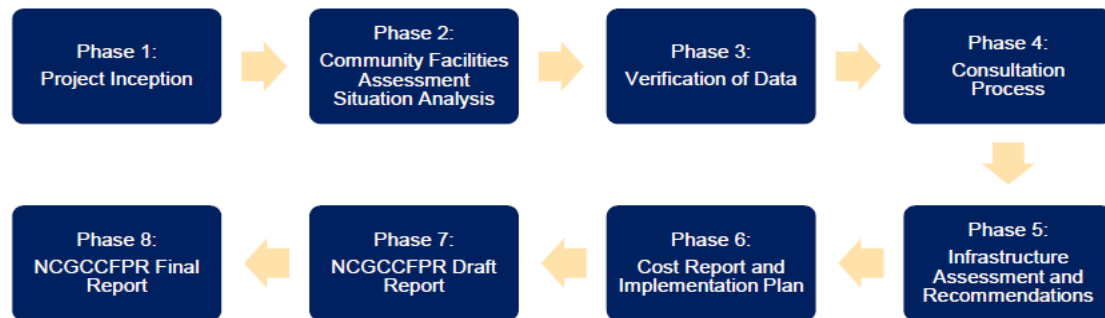 Phase 1:
Project Inception
Phase 2:
Community Facilities
Assessment
Situation Analysis
Phase 3:
Verification of Data
Phase 4:
Consultation
Process
Phase 5:
Infrastructure
Assessment and
Recommendations
Phase 6:
Cost Report and
Implementation Plan
Phase 7:
NCGCCFPR Draft
Report
Phase 8:
NCGCCFPR Final
Report